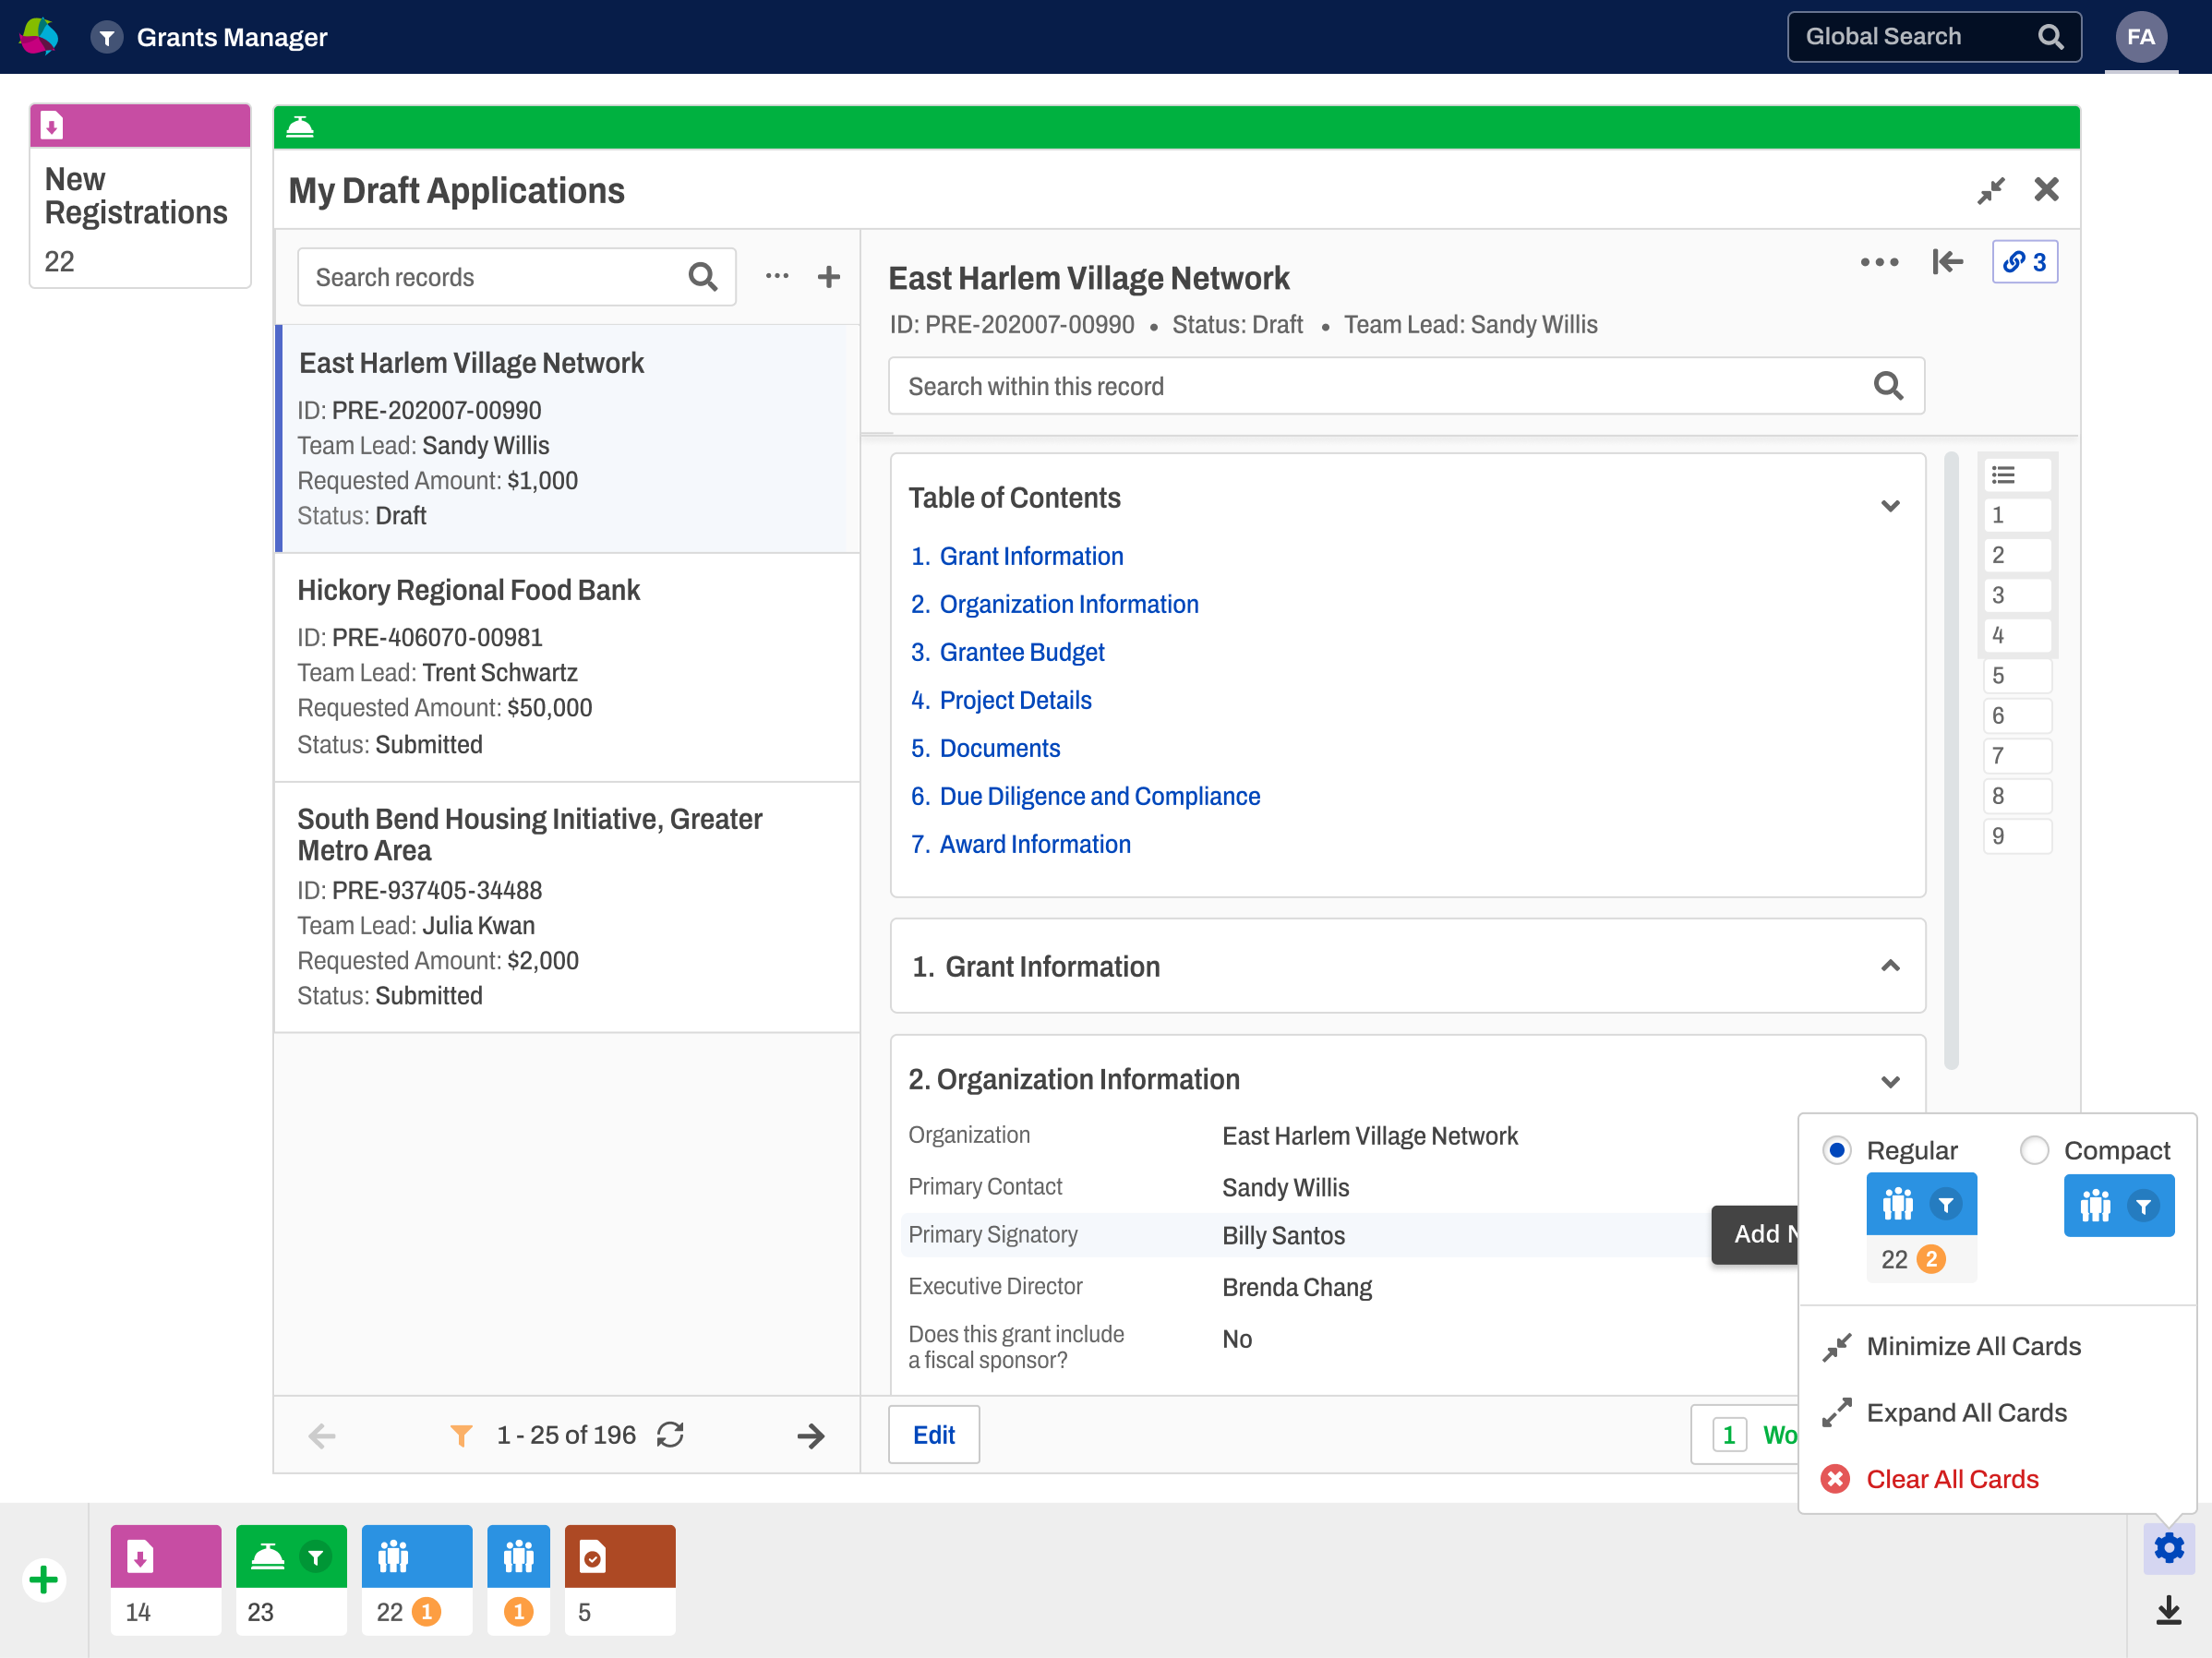 Grants Manager
Global Search
FA
New
Registrations
22
My Draft Applications
Search records
East Harlem Village Network
ID: PRE-202007-00990
Team Lead: Sandy Willis
Requested Amount: $1,000
Status: Draft
Hickory Regional Food Bank
ID: PRE-406070-00981
Team Lead: Trent Schwartz
Requested Amount: $50,000
Status: Submitted
South Bend Housing Initiative, Greater
Metro Area
ID: PRE-937405-34488
Team Lead: Julia Kwan
Requested Amount: $2,000
Status: Submitted
1 - 25 of 196
East Harlem Village Network
3
ID: PRE-202007-00990 • Status: Draft • Team Lead: Sandy Willis
Search within this record
Table of Contents
1. Grant Information
2. Organization Information
3. Grantee Budget
4. Project Details
5. Documents
6. Due Diligence and Compliance
7. Award Information
1
2
3
4
5
6
7
8
9
1. Grant Information
2. Organization Information
Organization East Harlem Village Network
Primary Contact Sandy Willis
Primary Signatory Billy Santos
Add N
Executive Director Brenda Chang
Does this grant include No
a fiscal sponsor?
Edit
1 Wo
Regular Compact
22 2
Minimize All Cards
Expand All Cards
Clear All Cards
14
23
22 1
1
5